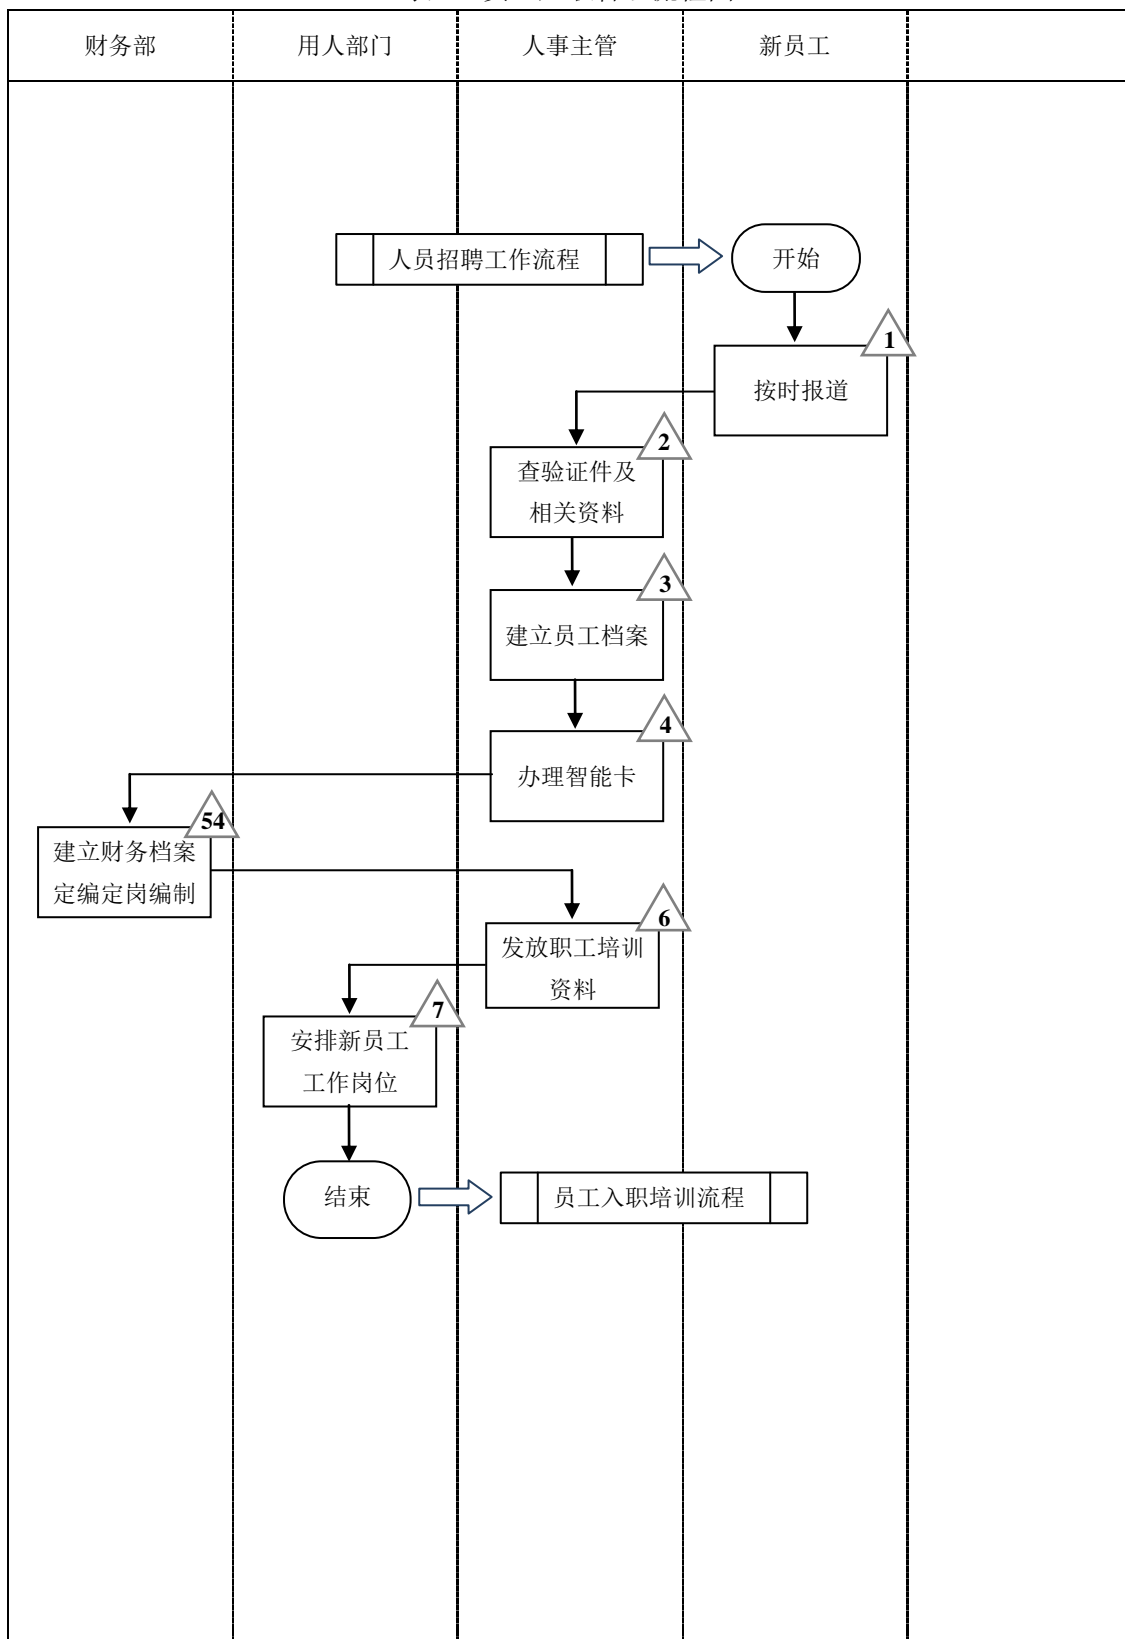 财务部
用人部门
人事主管
新员工
人员招聘工作流程
开始
1
按时报道
2
查验证件及
相关资料
3
建立员工档案
4
办理智能卡
54
建立财务档案
定编定岗编制
6
发放职工培训
资料
7
安排新员工
工作岗位
结束
员工入职培训流程